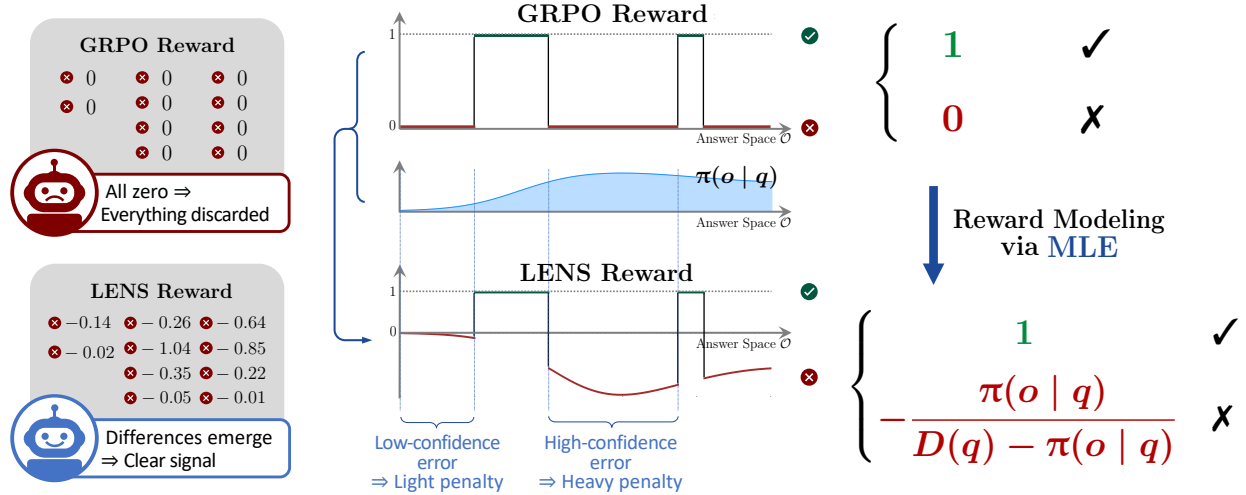 GRPO Reward
0 0 0
0 0 0
0 0
0 0
All zero ⇒
Everything discarded
LENS Reward
−0.14 − 0.26 − 0.64
− 0.02 − 1.04 − 0.85
− 0.35 − 0.22
− 0.05 − 0.01
Differences emerge
⇒ Clear signal
GRPO Reward
1
0
Answer Space 𝒪
π(o | q)
Answer Space 𝒪
LENS Reward
1
0
Answer Space 𝒪
Low-confidence
error
⇒ Light penalty
High-confidence
error
⇒ Heavy penalty
1 ✓
0 ✗
Reward Modeling
via MLE
1 ✓
− π(o | q) / D(q) − π(o | q) ✗